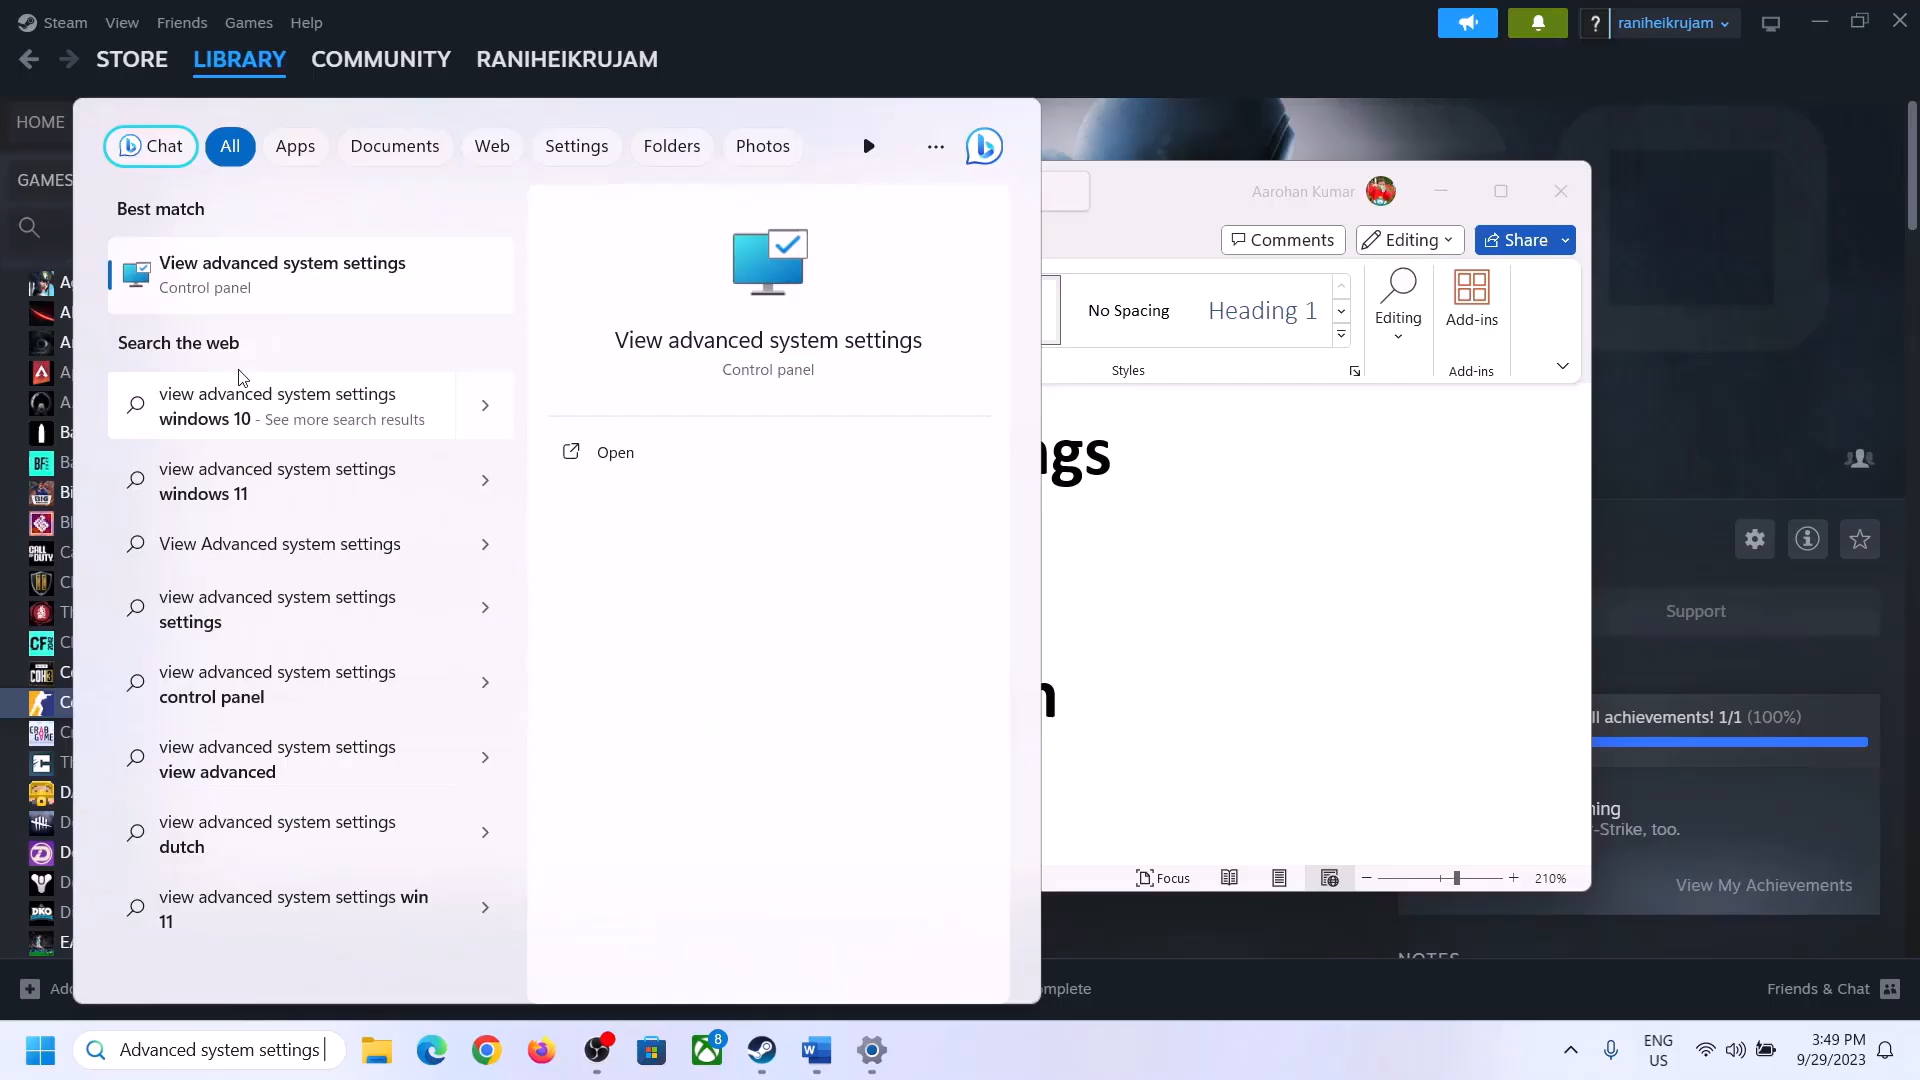 Steam View Friends Games Help
? raniheikrujam
STORE LIBRARY COMMUNITY RANIHEIKRUJAM
HOME
GAMES
Chat All Apps Documents Web Settings Folders Photos
Best match
View advanced system settings
Control panel
Search the web
view advanced system settings
windows 10 - See more search results
view advanced system settings
windows 11
View Advanced system settings
view advanced system settings
settings
view advanced system settings
control panel
view advanced system settings
view advanced
view advanced system settings
dutch
view advanced system settings win
11
View advanced system settings
Control panel
Open
Aarohan Kumar
Comments Editing Share
No Spacing Heading 1
Editing
Add-ins
Styles
Add-ins
ngs
n
Focus
210%
Support
ll achievements! 1/1 (100%)
ning
-Strike, too.
View My Achievements
NOTES
Add
mplete
Friends & Chat
Advanced system settings
8
ENG
US
3:49 PM
9/29/2023